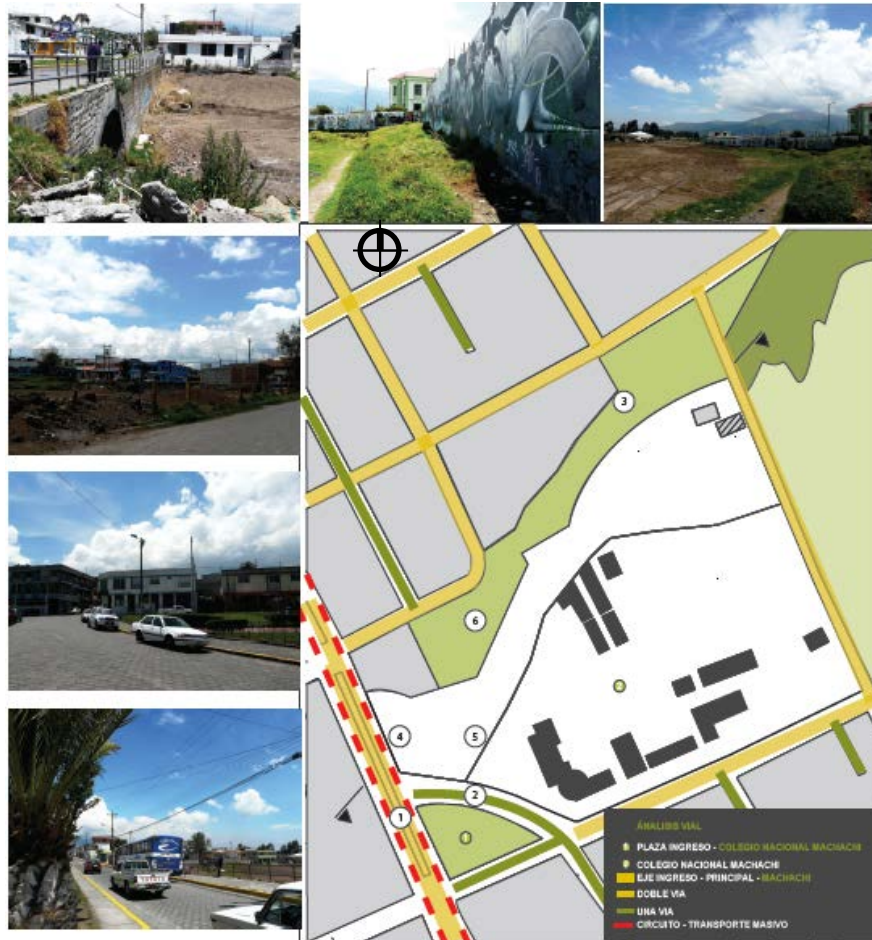 3
6
2
4
5
2
1
1
ANALISIS VIAL
PLAZA INGRESO - COLEGIO NACIONAL MACHACHI
COLEGIO NACIONAL MACHACHI
EJE INGRESO - PRINCIPAL - MACHACHI
DOBLE VIA
UNA VIA
CIRCUITO - TRANSPORTE MASIVO